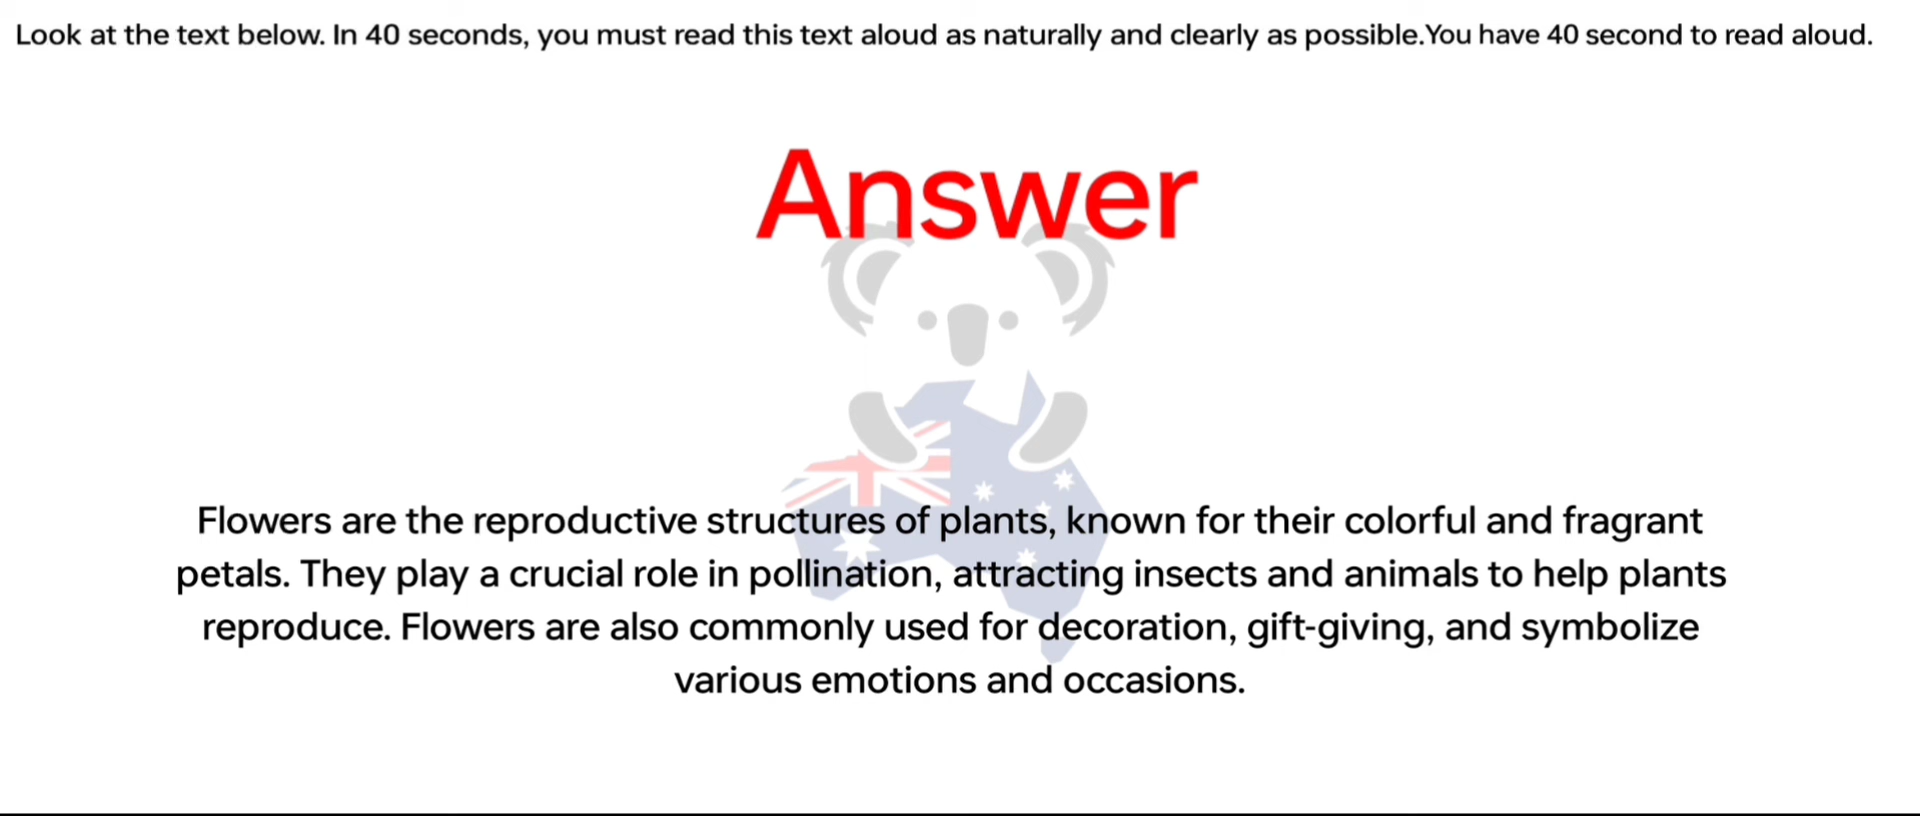 Look at the text below. In 40 seconds, you must read this text aloud as naturally and clearly as possible.You have 40 second to read aloud.
Answer
Flowers are the reproductive structures of plants, known for their colorful and fragrant
petals. They play a crucial role in pollination, attracting insects and animals to help plants
reproduce. Flowers are also commonly used for decoration, gift-giving, and symbolize
various emotions and occasions.